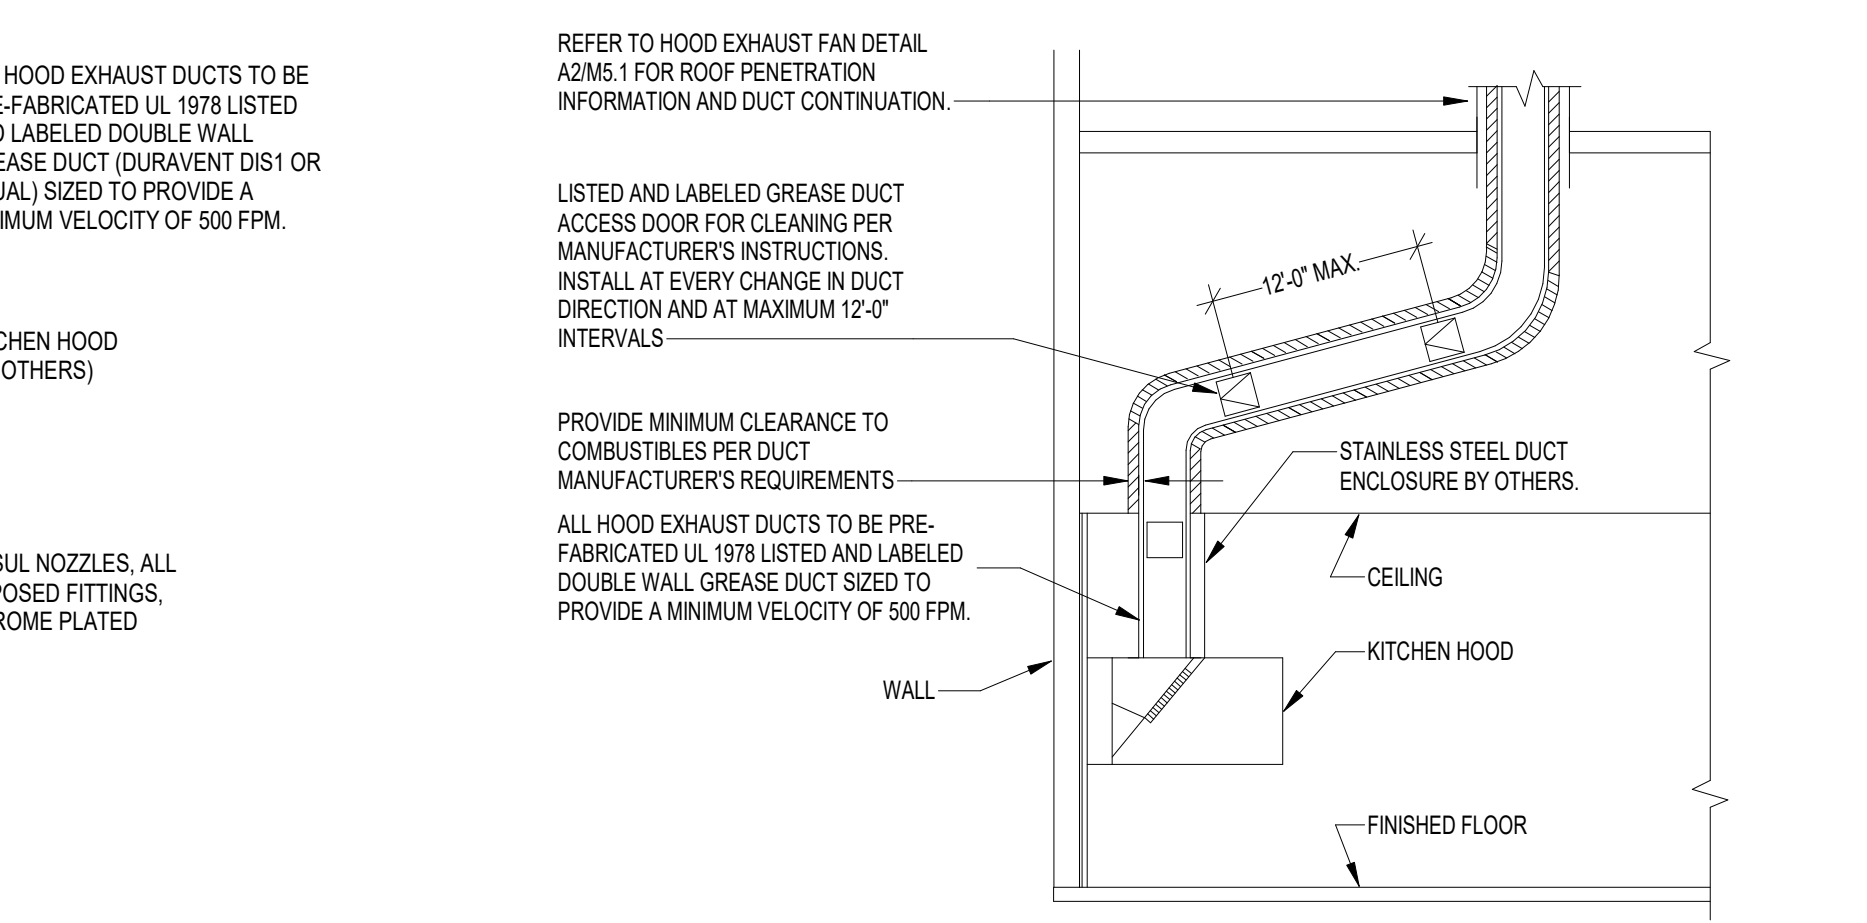 HOOD EXHAUST DUCTS TO BE
E-FABRICATED UL 1978 LISTED
LABELED DOUBLE WALL
EASE DUCT (DURAVENT DIS1 OR
UAL) SIZED TO PROVIDE A
IMUM VELOCITY OF 500 FPM.
CHEN HOOD
OTHERS)
SUL NOZZLES, ALL
POSED FITTINGS,
ROME PLATED
REFER TO HOOD EXHAUST FAN DETAIL
A2/M5.1 FOR ROOF PENETRATION
INFORMATION AND DUCT CONTINUATION.
LISTED AND LABELED GREASE DUCT
ACCESS DOOR FOR CLEANING PER
MANUFACTURER'S INSTRUCTIONS.
INSTALL AT EVERY CHANGE IN DUCT
DIRECTION AND AT MAXIMUM 12'-0"
INTERVALS
12'-0" MAX.
PROVIDE MINIMUM CLEARANCE TO
COMBUSTIBLES PER DUCT
MANUFACTURER'S REQUIREMENTS
STAINLESS STEEL DUCT
ENCLOSURE BY OTHERS.
ALL HOOD EXHAUST DUCTS TO BE PRE-
FABRICATED UL 1978 LISTED AND LABELED
DOUBLE WALL GREASE DUCT SIZED TO
PROVIDE A MINIMUM VELOCITY OF 500 FPM.
CEILING
KITCHEN HOOD
WALL
FINISHED FLOOR